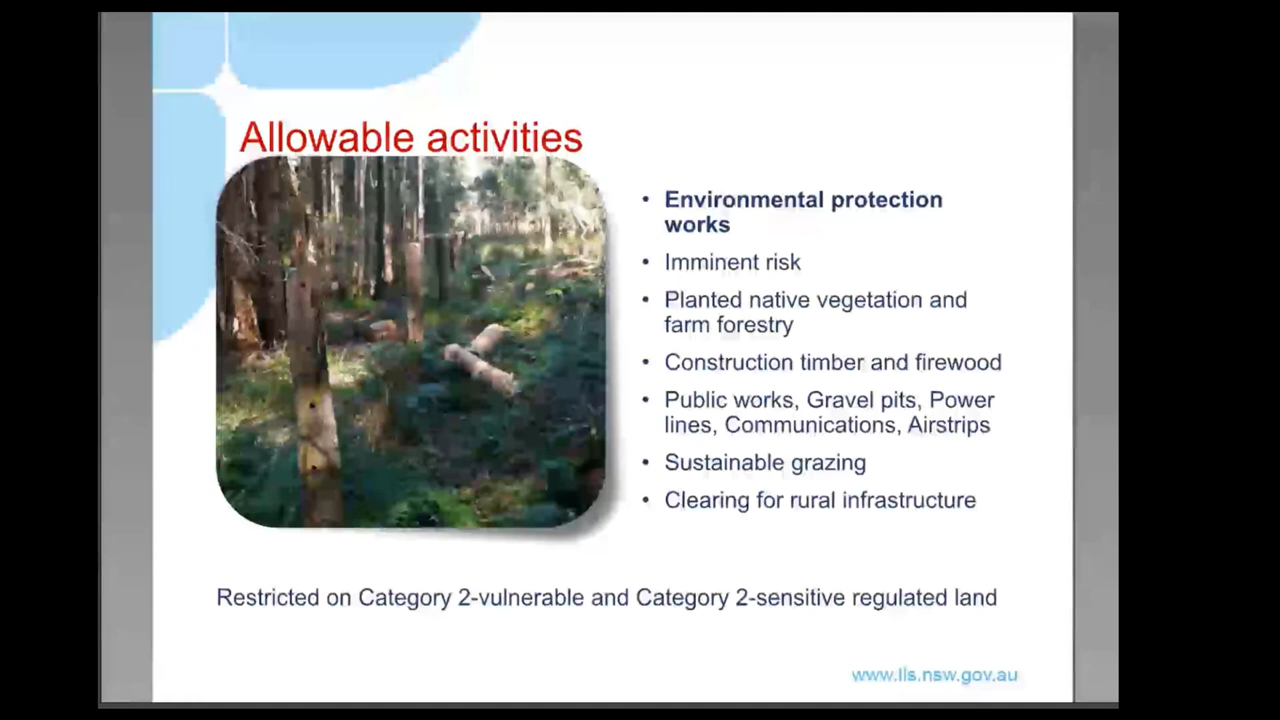 Allowable activities
• Environmental protection
works
• Imminent risk
• Planted native vegetation and
farm forestry
• Construction timber and firewood
• Public works, Gravel pits, Power
lines, Communications, Airstrips
• Sustainable grazing
• Clearing for rural infrastructure
Restricted on Category 2-vulnerable and Category 2-sensitive regulated land
www.lls.nsw.gov.au